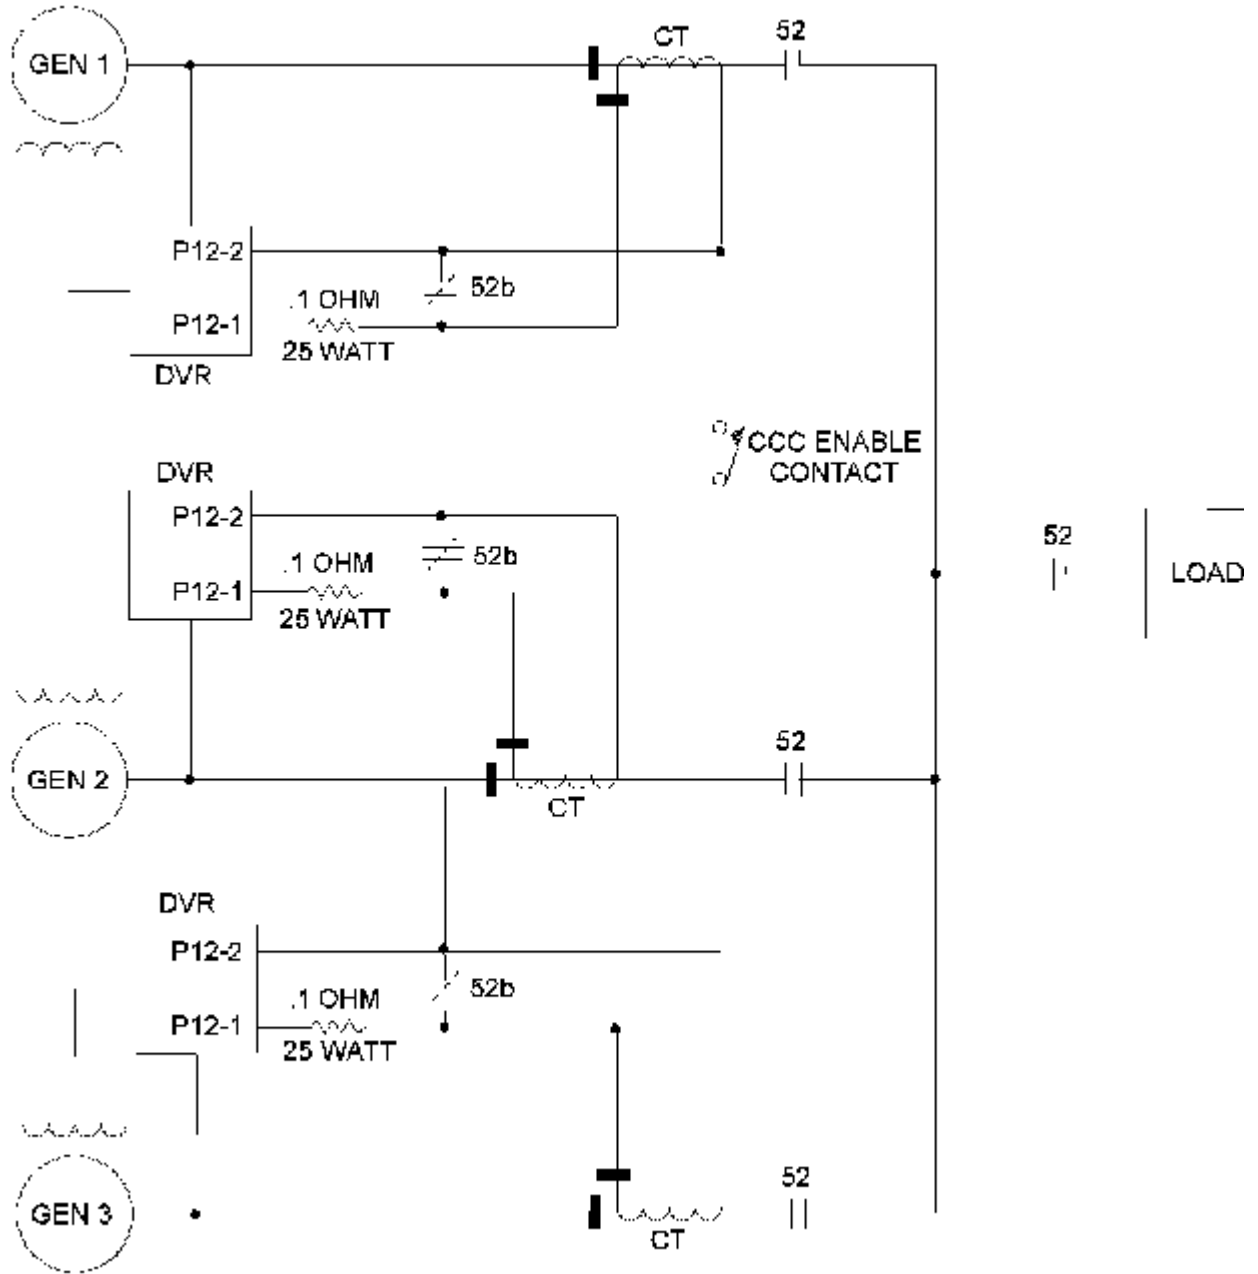 CT
52
GEN 1
P12-2
52b
.1 OHM
P12-1
25 WATT
DVR
CCC ENABLE
CONTACT
DVR
P12-2
52b
.1 OHM
P12-1
25 WATT
52
LOAD
52
GEN 2
CT
DVR
P12-2
52b
.1 OHM
P12-1
25 WATT
52
GEN 3
CT